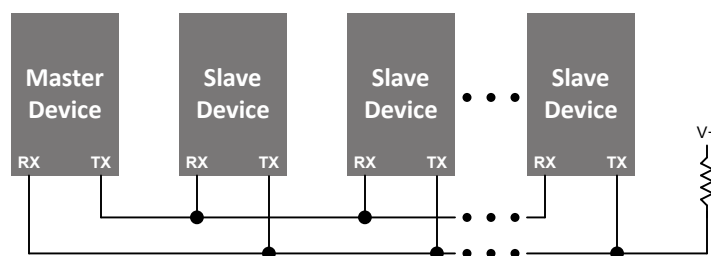 Master
Device
Slave
Device
Slave
Device
Slave
Device
RX TX
RX TX
RX TX
RX TX
V+